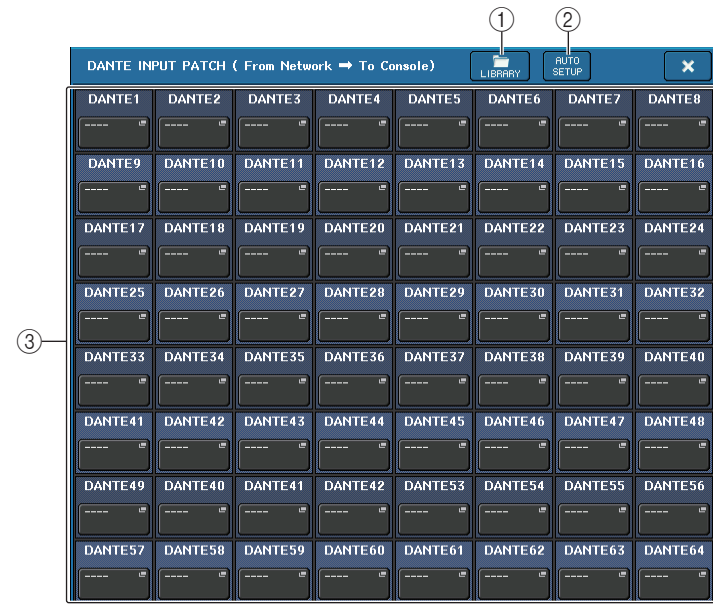 ① ②
DANTE INPUT PATCH ( From Network ➡ To Console) LIBRARY AUTO SETUP ×
DANTE1 DANTE2 DANTE3 DANTE4 DANTE5 DANTE6 DANTE7 DANTE8
---- ---- ---- ---- ---- ---- ---- ----
DANTE9 DANTE10 DANTE11 DANTE12 DANTE13 DANTE14 DANTE15 DANTE16
---- ---- ---- ---- ---- ---- ---- ----
DANTE17 DANTE18 DANTE19 DANTE20 DANTE21 DANTE22 DANTE23 DANTE24
---- ---- ---- ---- ---- ---- ---- ----
DANTE25 DANTE26 DANTE27 DANTE28 DANTE29 DANTE30 DANTE31 DANTE32
---- ---- ---- ---- ---- ---- ---- ----
③
DANTE33 DANTE34 DANTE35 DANTE36 DANTE37 DANTE38 DANTE39 DANTE40
---- ---- ---- ---- ---- ---- ---- ----
DANTE41 DANTE42 DANTE43 DANTE44 DANTE45 DANTE46 DANTE47 DANTE48
---- ---- ---- ---- ---- ---- ---- ----
DANTE49 DANTE40 DANTE41 DANTE42 DANTE53 DANTE54 DANTE55 DANTE56
---- ---- ---- ---- ---- ---- ---- ----
DANTE57 DANTE58 DANTE59 DANTE60 DANTE61 DANTE62 DANTE63 DANTE64
---- ---- ---- ---- ---- ---- ---- ----